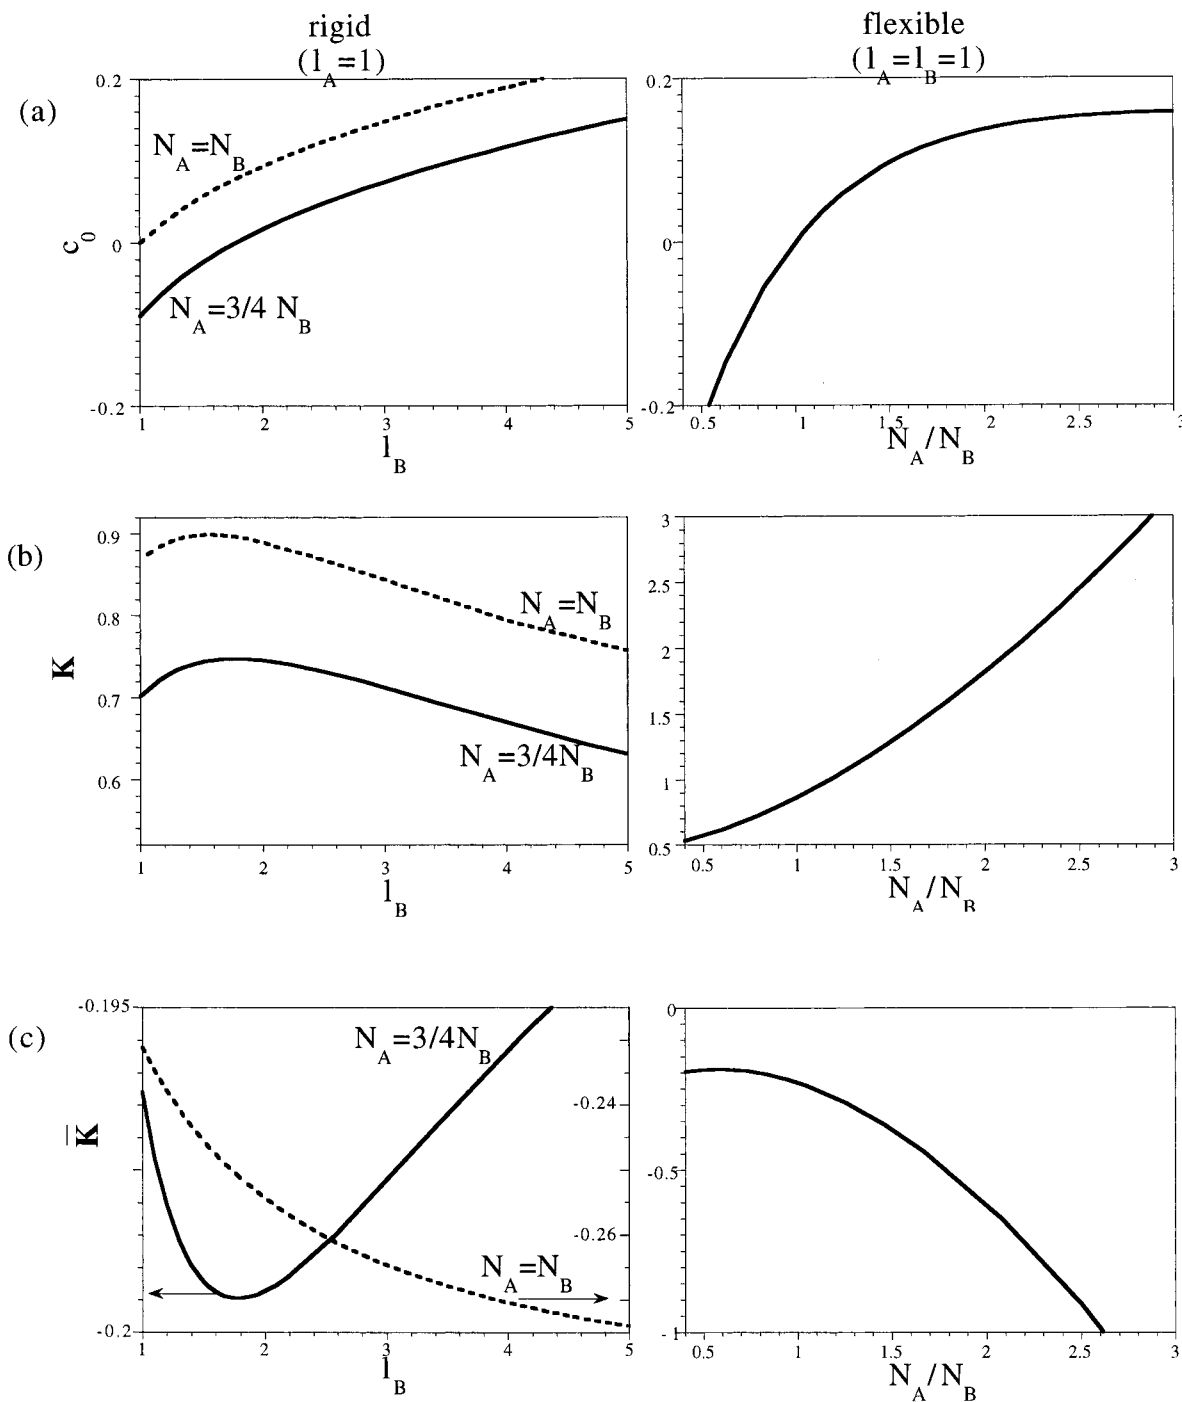 rigid
(l_A=1)
flexible
(l_A=l_B=1)
(a)
0.2
0
-0.2
c_0
N_A=N_B
N_A=3/4 N_B
1 2 3 4 5
l_B
0.2
0
-0.2
0.5 1 1.5 2 2.5 3
N_A/N_B
(b)
0.9
0.8
0.7
0.6
K
N_A=N_B
N_A=3/4N_B
1 2 3 4 5
l_B
3
2.5
2
1.5
1
0.5
0.5 1 1.5 2 2.5 3
N_A/N_B
(c)
-0.195
-0.2
K̅
N_A=3/4N_B
N_A=N_B
-0.24
-0.26
1 2 3 4 5
l_B
0
-0.5
-1
0.5 1 1.5 2 2.5 3
N_A/N_B